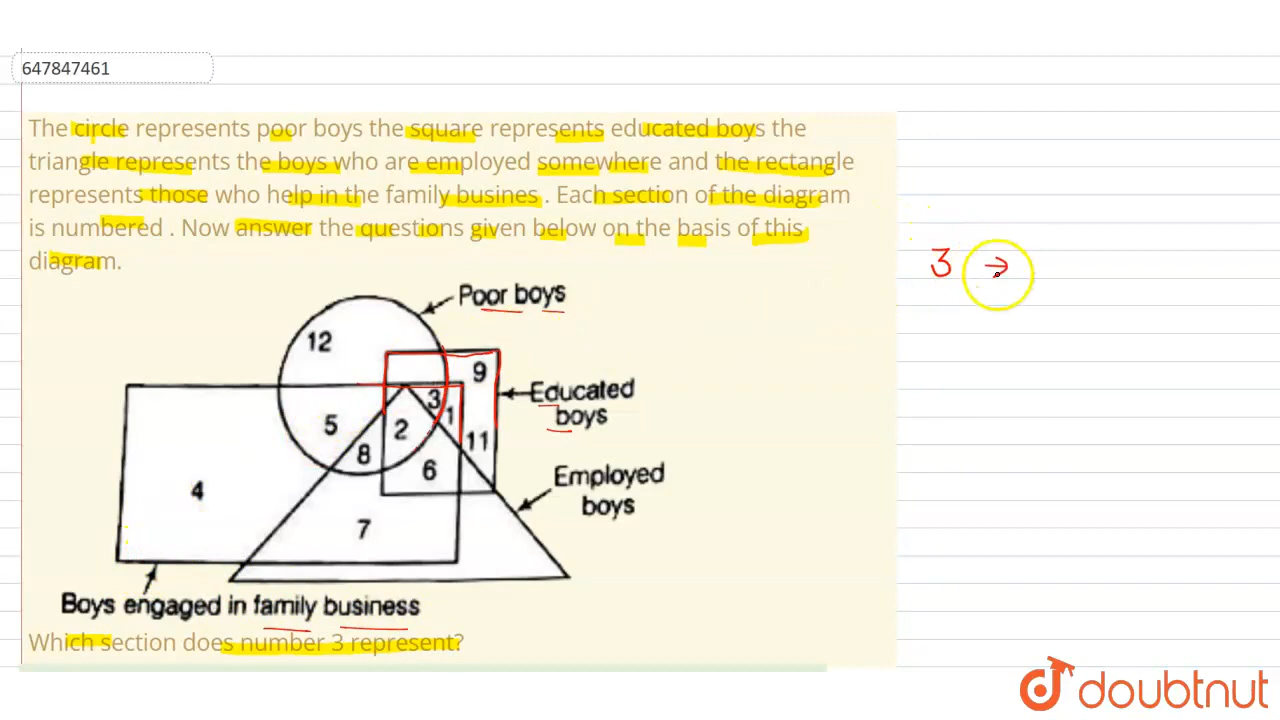 647847461
The circle represents poor boys the square represents educated boys the
triangle represents the boys who are employed somewhere and the rectangle
represents those who help in the family busines . Each section of the diagram
is numbered . Now answer the questions given below on the basis of this
diagram.
3 →
Poor boys
12
9
Educated
boys
3
1
5
2
11
8
6
Employed
boys
4
7
Boys engaged in family business
Which section does number 3 represent?
doubtnut